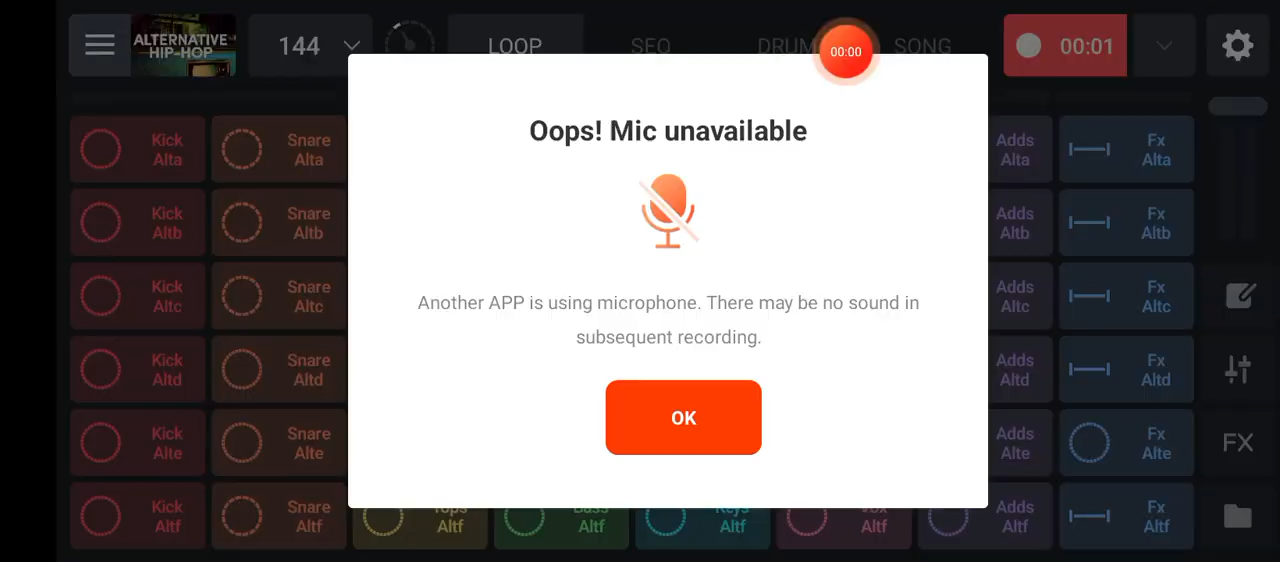 ALTERNATIVE
HIP-HOP
144
LOOP
SEQ
DRUM
00:00
SONG
00:01
Oops! Mic unavailable
Another APP is using microphone. There may be no sound in
subsequent recording.
OK
Kick
Alta
Snare
Alta
Adds
Alta
Fx
Alta
Kick
Altb
Snare
Altb
Adds
Altb
Fx
Altb
Kick
Altc
Snare
Altc
Adds
Altc
Fx
Altc
Kick
Altd
Snare
Altd
Adds
Altd
Fx
Altd
Kick
Alte
Snare
Alte
Adds
Alte
Fx
Alte
FX
Kick
Altf
Snare
Altf
Tops
Altf
Bass
Altf
Keys
Altf
Vox
Altf
Adds
Altf
Fx
Altf